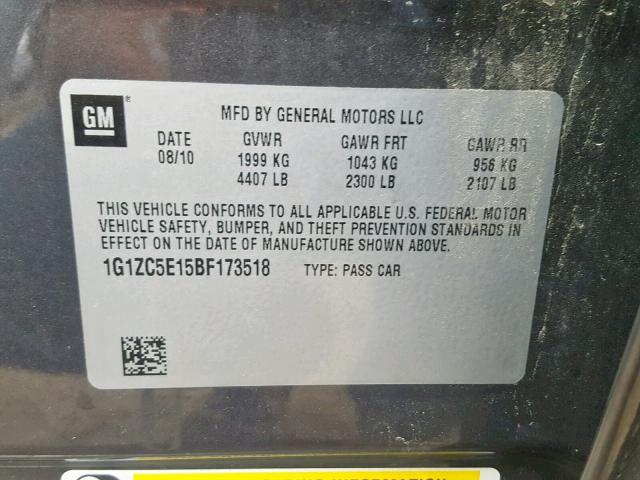 GM®
MFD BY GENERAL MOTORS LLC
DATE GVWR GAWR FRT GAWR RR
08/10 1999 KG 1043 KG 956 KG
4407 LB 2300 LB 2107 LB
THIS VEHICLE CONFORMS TO ALL APPLICABLE U.S. FEDERAL MOTOR
VEHICLE SAFETY, BUMPER, AND THEFT PREVENTION STANDARDS IN
EFFECT ON THE DATE OF MANUFACTURE SHOWN ABOVE.
1G1ZC5E15BF173518 TYPE: PASS CAR
INFORMATION